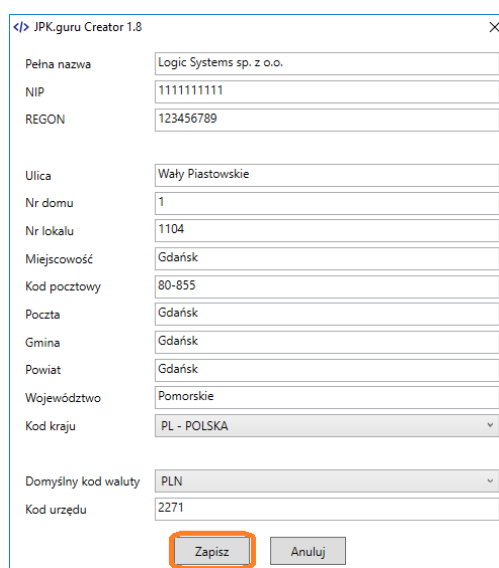 </> JPK.guru Creator 1.8
Pełna nazwa Logic Systems sp. z o.o.
NIP 1111111111
REGON 123456789
Ulica Wały Piastowskie
Nr domu 1
Nr lokalu 1104
Miejscowość Gdańsk
Kod pocztowy 80-855
Poczta Gdańsk
Gmina Gdańsk
Powiat Gdańsk
Województwo Pomorskie
Kod kraju PL - POLSKA
Domyślny kod waluty PLN
Kod urzędu 2271
Zapisz Anuluj